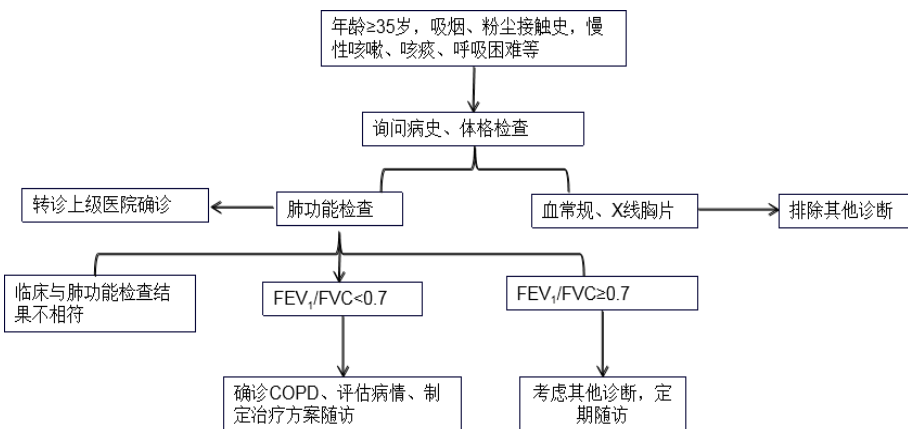 年龄≥35岁，吸烟、粉尘接触史，慢
性咳嗽、咳痰、呼吸困难等
询问病史、体格检查
转诊上级医院确诊
肺功能检查
血常规、X线胸片
排除其他诊断
临床与肺功能检查结
果不相符
FEV₁/FVC<0.7
FEV₁/FVC≥0.7
确诊COPD、评估病情、制
定治疗方案随访
考虑其他诊断，定
期随访